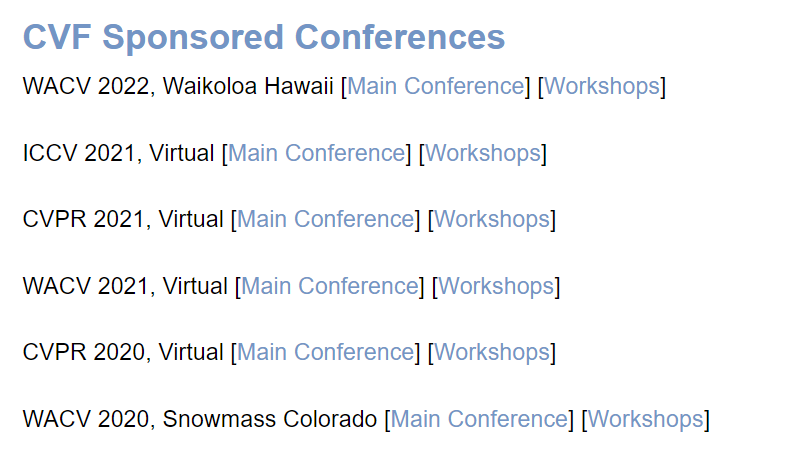 CVF Sponsored Conferences
WACV 2022, Waikoloa Hawaii [Main Conference] [Workshops]
ICCV 2021, Virtual [Main Conference] [Workshops]
CVPR 2021, Virtual [Main Conference] [Workshops]
WACV 2021, Virtual [Main Conference] [Workshops]
CVPR 2020, Virtual [Main Conference] [Workshops]
WACV 2020, Snowmass Colorado [Main Conference] [Workshops]